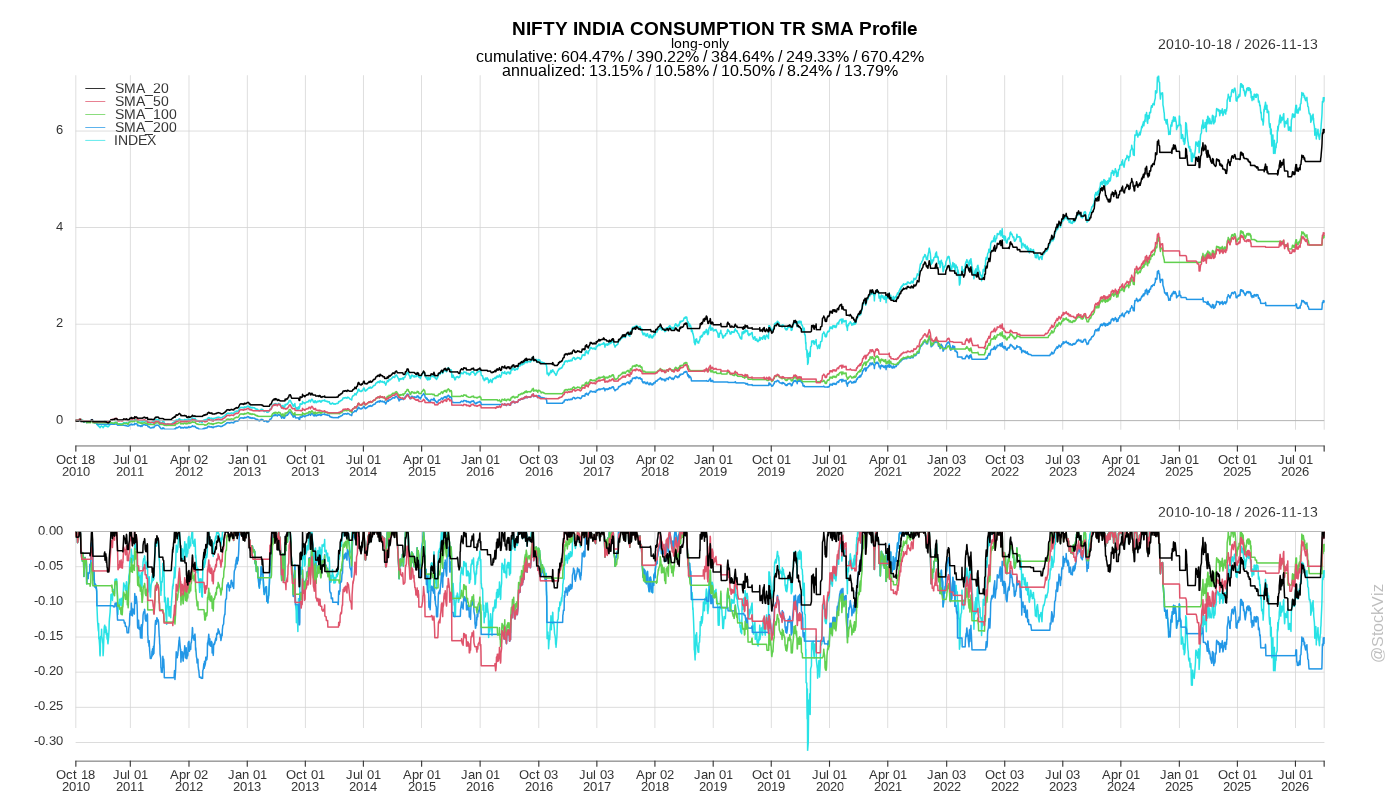 NIFTY INDIA CONSUMPTION TR SMA Profile
long-only
cumulative: 604.47% / 390.22% / 384.64% / 249.33% / 670.42%
annualized: 13.15% / 10.58% / 10.50% / 8.24% / 13.79%
2010-10-18 / 2026-11-13
SMA_20
SMA_50
SMA_100
SMA_200
INDEX
6
4
2
0
Oct 18 Jul 01 Apr 02 Jan 01 Oct 01 Jul 01 Apr 01 Jan 01 Oct 03 Jul 03 Apr 02 Jan 01 Oct 01 Jul 01 Apr 01 Jan 03 Oct 03 Jul 03 Apr 01 Jan 01 Oct 01 Jul 01
2010 2011 2012 2013 2013 2014 2015 2016 2016 2017 2018 2019 2019 2020 2021 2022 2022 2023 2024 2025 2025 2026
2010-10-18 / 2026-11-13
0.00
-0.05
-0.10
-0.15
-0.20
-0.25
-0.30
Oct 18 Jul 01 Apr 02 Jan 01 Oct 01 Jul 01 Apr 01 Jan 01 Oct 03 Jul 03 Apr 02 Jan 01 Oct 01 Jul 01 Apr 01 Jan 03 Oct 03 Jul 03 Apr 01 Jan 01 Oct 01 Jul 01
2010 2011 2012 2013 2013 2014 2015 2016 2016 2017 2018 2019 2019 2020 2021 2022 2022 2023 2024 2025 2025 2026
@StockViz